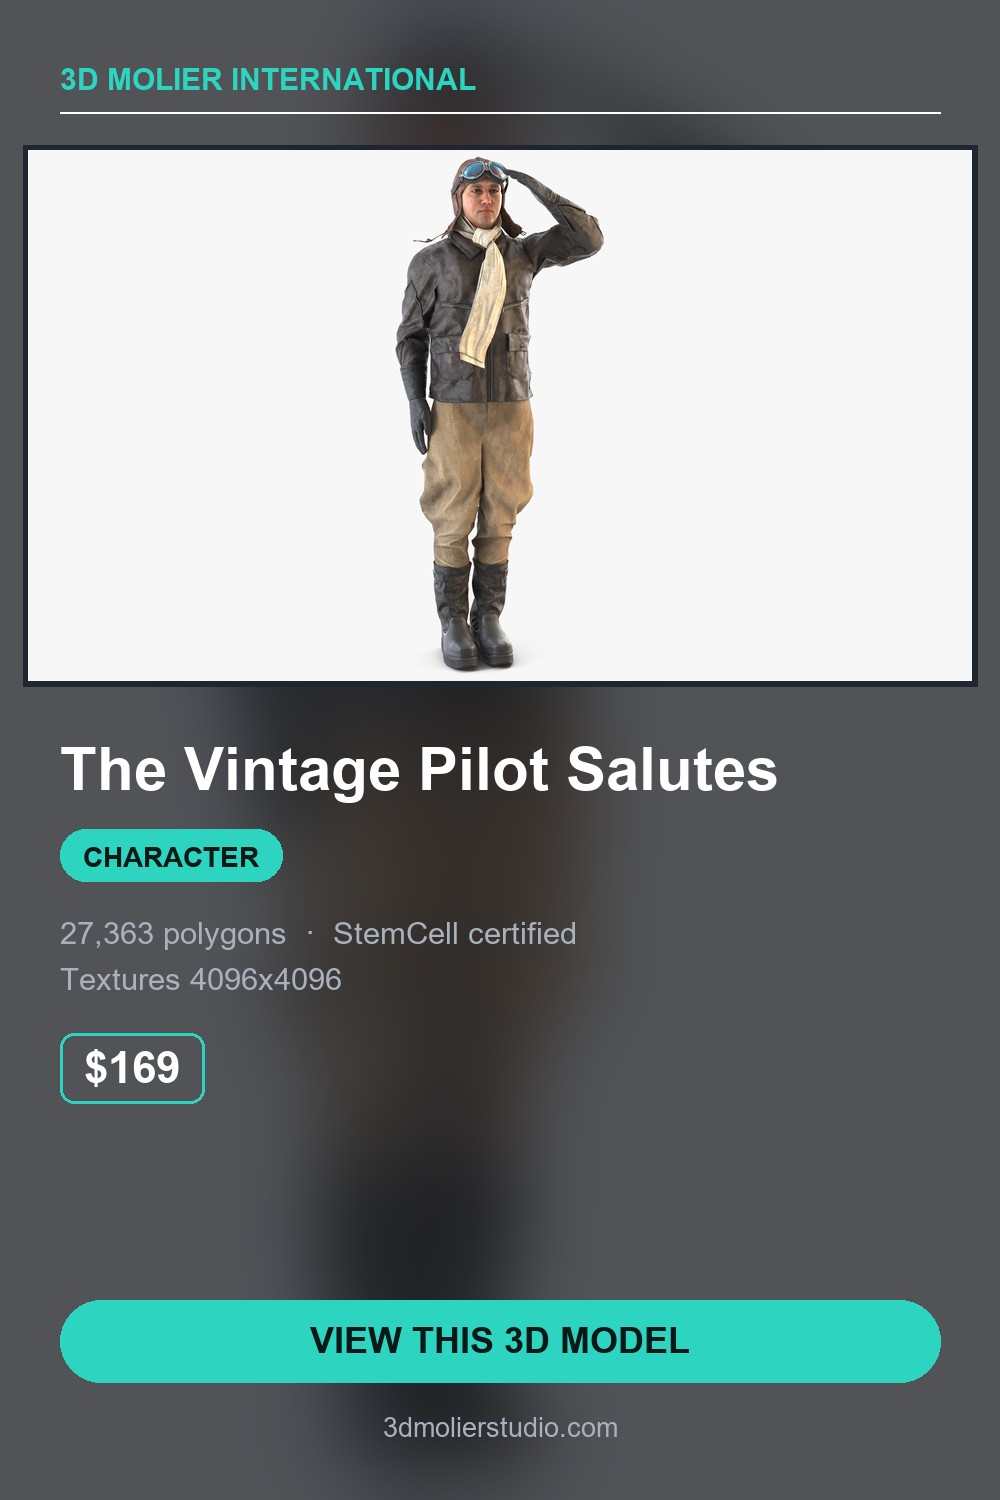 3D MOLIER INTERNATIONAL
The Vintage Pilot Salutes
CHARACTER
27,363 polygons · StemCell certified
Textures 4096x4096
$169
VIEW THIS 3D MODEL
3dmolierstudio.com